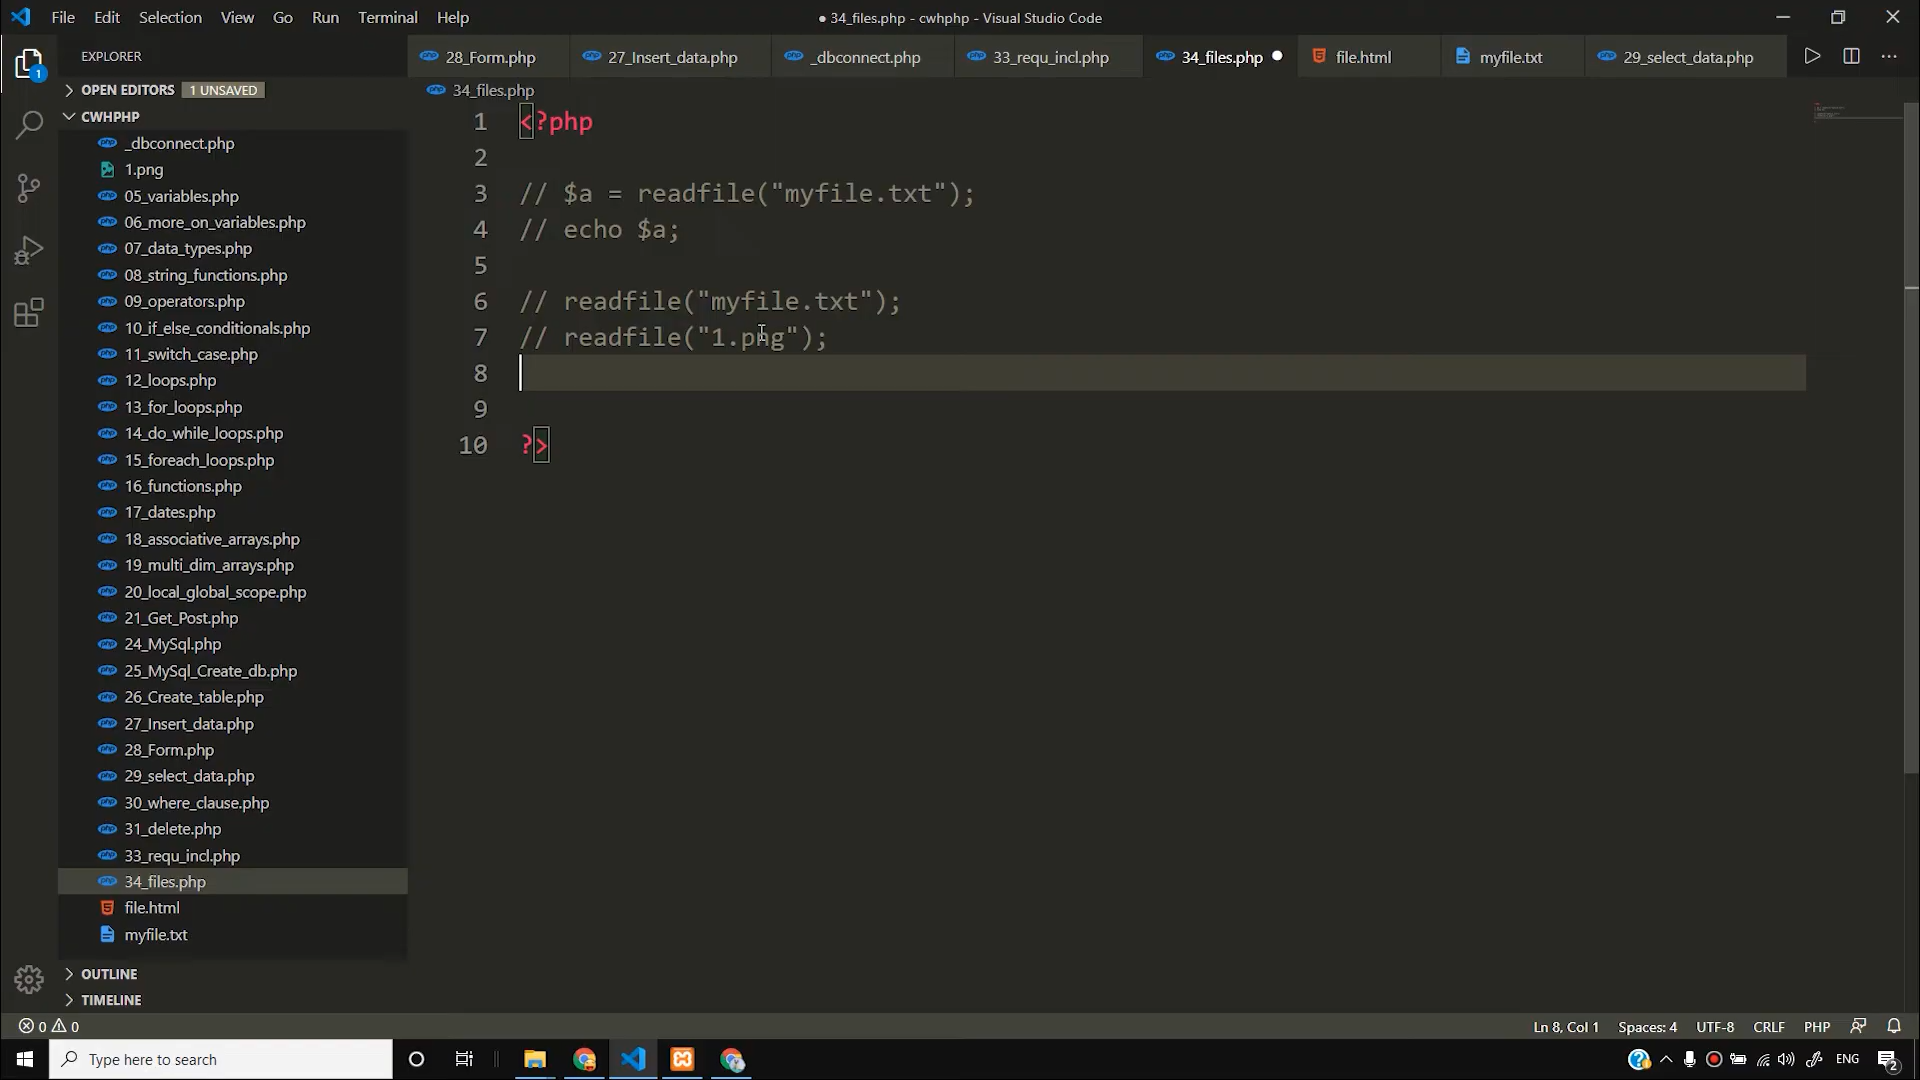 File Edit Selection View Go Run Terminal Help
● 34_files.php - cwhphp - Visual Studio Code
EXPLORER
28_Form.php
27_Insert_data.php
_dbconnect.php
33_requ_incl.php
34_files.php
file.html
myfile.txt
29_select_data.php
OPEN EDITORS 1 UNSAVED
34_files.php
CWHPHP
_dbconnect.php
1.png
05_variables.php
06_more_on_variables.php
07_data_types.php
08_string_functions.php
09_operators.php
10_if_else_conditionals.php
11_switch_case.php
12_loops.php
13_for_loops.php
14_do_while_loops.php
15_foreach_loops.php
16_functions.php
17_dates.php
18_associative_arrays.php
19_multi_dim_arrays.php
20_local_global_scope.php
21_Get_Post.php
24_MySql.php
25_MySql_Create_db.php
26_Create_table.php
27_Insert_data.php
28_Form.php
29_select_data.php
30_where_clause.php
31_delete.php
33_requ_incl.php
34_files.php
file.html
myfile.txt
OUTLINE
TIMELINE
1 <?php
2
3 // $a = readfile("myfile.txt");
4 // echo $a;
5
6 // readfile("myfile.txt");
7 // readfile("1.png");
8
9
10 ?>
1
0 0
Ln 8, Col 1 Spaces: 4 UTF-8 CRLF PHP
Type here to search
ENG
2